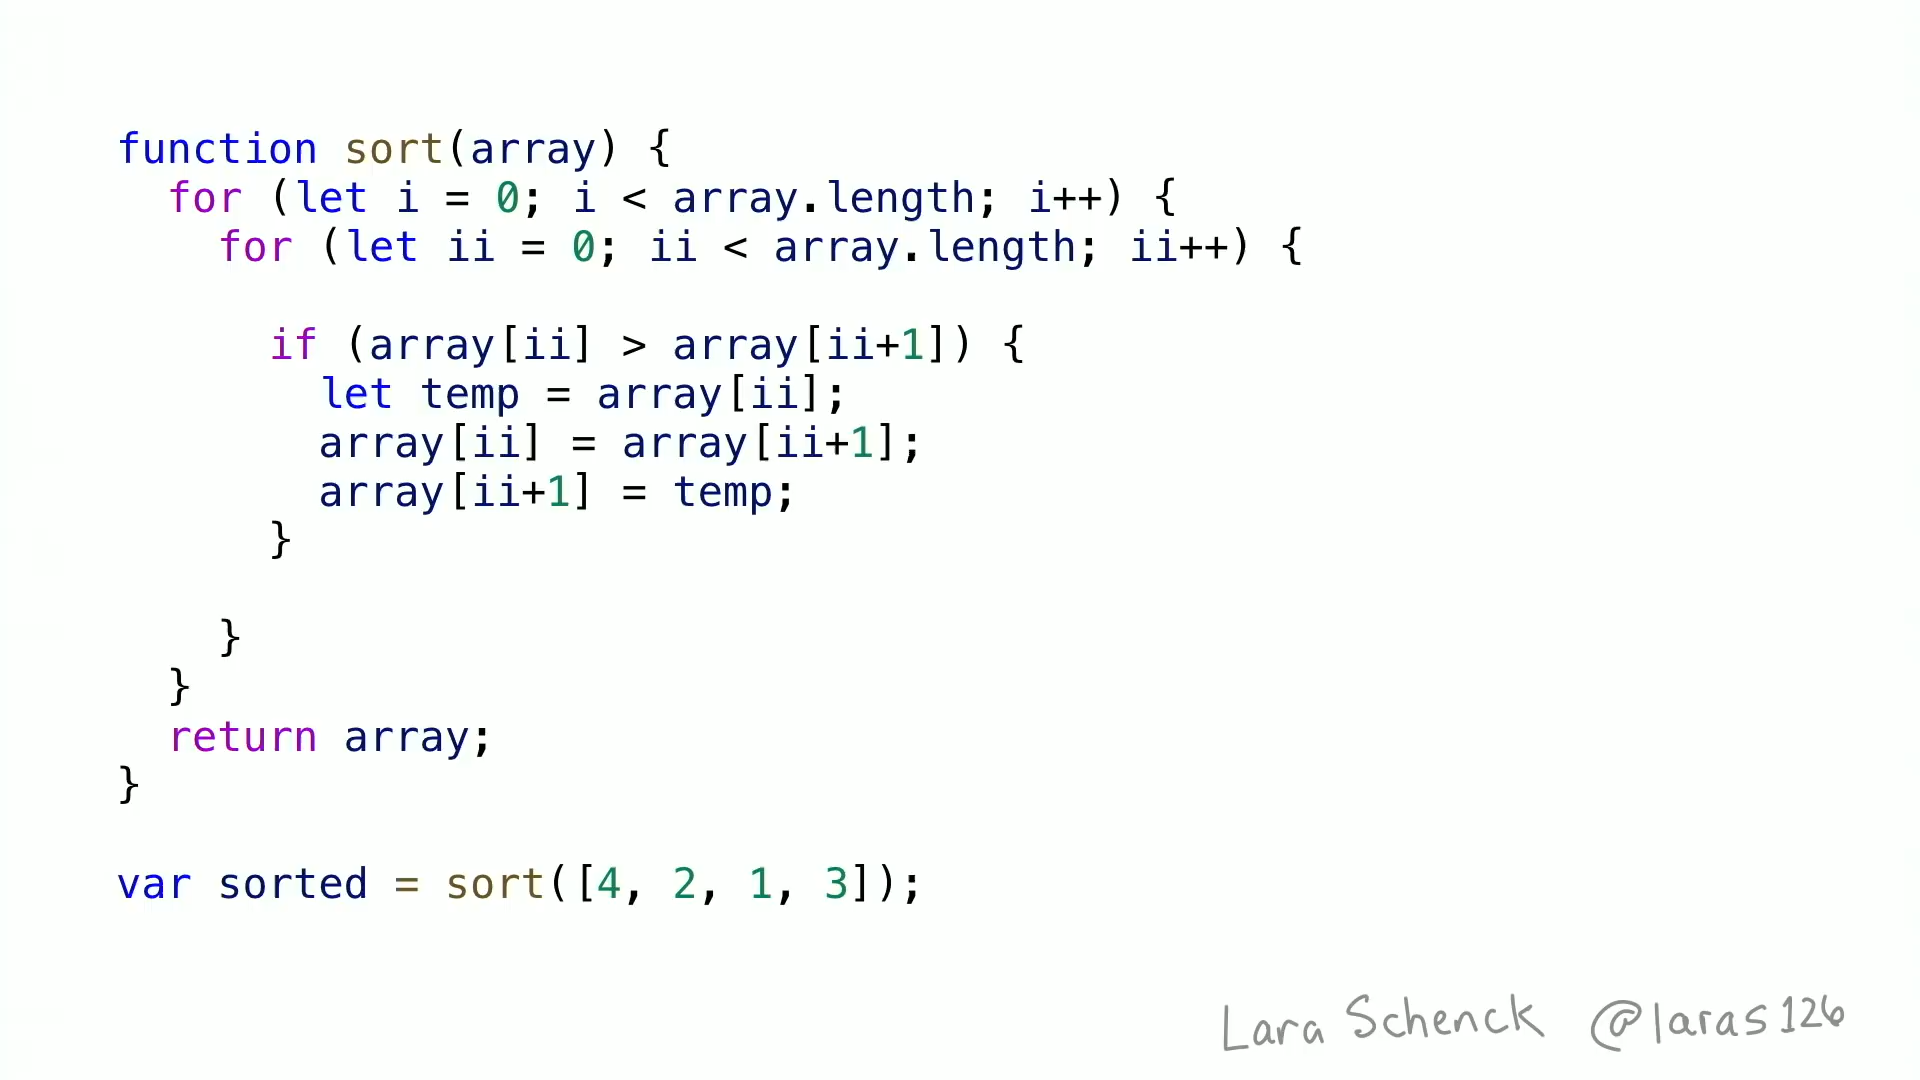 function sort(array) {
  for (let i = 0; i < array.length; i++) {
    for (let ii = 0; ii < array.length; ii++) {
      if (array[ii] > array[ii+1]) {
        let temp = array[ii];
        array[ii] = array[ii+1];
        array[ii+1] = temp;
      }
    }
  }
  return array;
}
var sorted = sort([4, 2, 1, 3]);
Lara Schenck @laras126